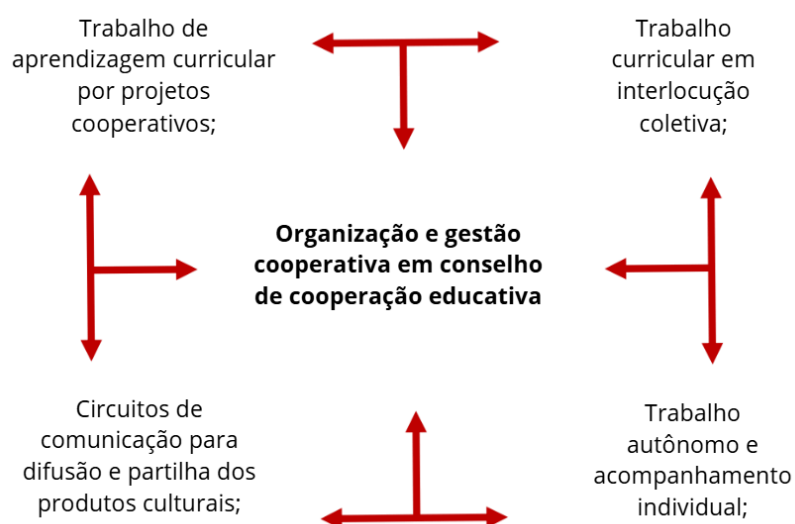 Trabalho de
aprendizagem curricular
por projetos
cooperativos;
Trabalho
curricular em
interlocução
coletiva;
Organização e gestão
cooperativa em conselho
de cooperação educativa
Circuitos de
comunicação para
difusão e partilha dos
produtos culturais;
Trabalho
autônomo e
acompanhamento
individual;